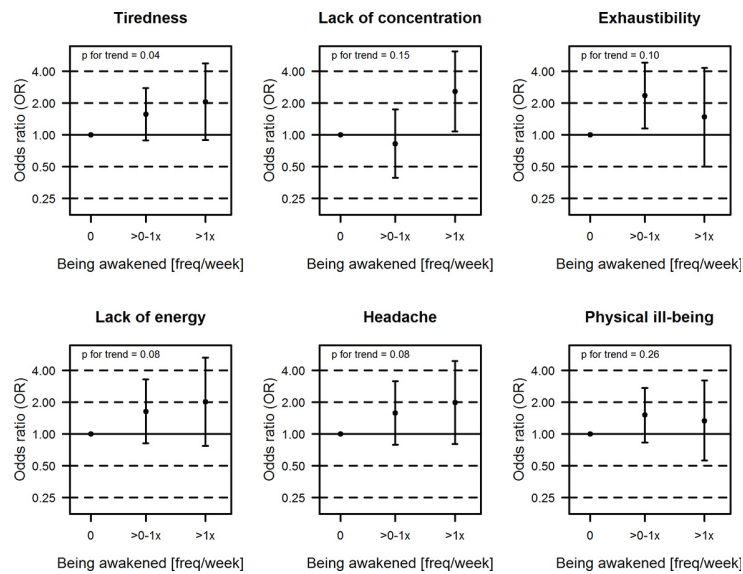 Tiredness
p for trend = 0.04
Odds ratio (OR)
4.00
2.00
1.00
0.50
0.25
0 >0-1x >1x
Being awakened [freq/week]
Lack of concentration
p for trend = 0.15
Odds ratio (OR)
4.00
2.00
1.00
0.50
0.25
0 >0-1x >1x
Being awakened [freq/week]
Exhaustibility
p for trend = 0.10
Odds ratio (OR)
4.00
2.00
1.00
0.50
0.25
0 >0-1x >1x
Being awakened [freq/week]
Lack of energy
p for trend = 0.08
Odds ratio (OR)
4.00
2.00
1.00
0.50
0.25
0 >0-1x >1x
Being awakened [freq/week]
Headache
p for trend = 0.08
Odds ratio (OR)
4.00
2.00
1.00
0.50
0.25
0 >0-1x >1x
Being awakened [freq/week]
Physical ill-being
p for trend = 0.26
Odds ratio (OR)
4.00
2.00
1.00
0.50
0.25
0 >0-1x >1x
Being awakened [freq/week]